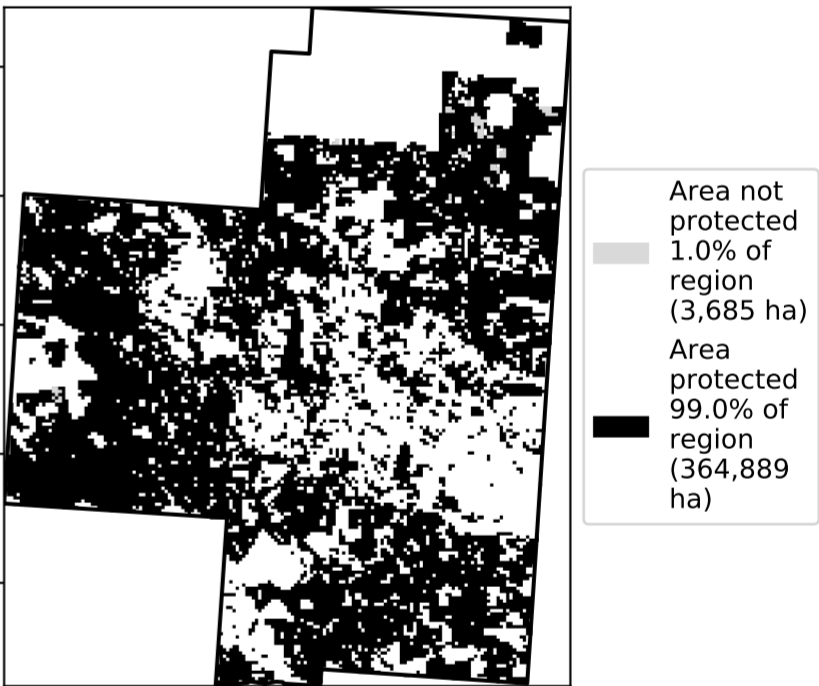 Area not
protected
1.0% of
region
(3,685 ha)
Area
protected
99.0% of
region
(364,889
ha)